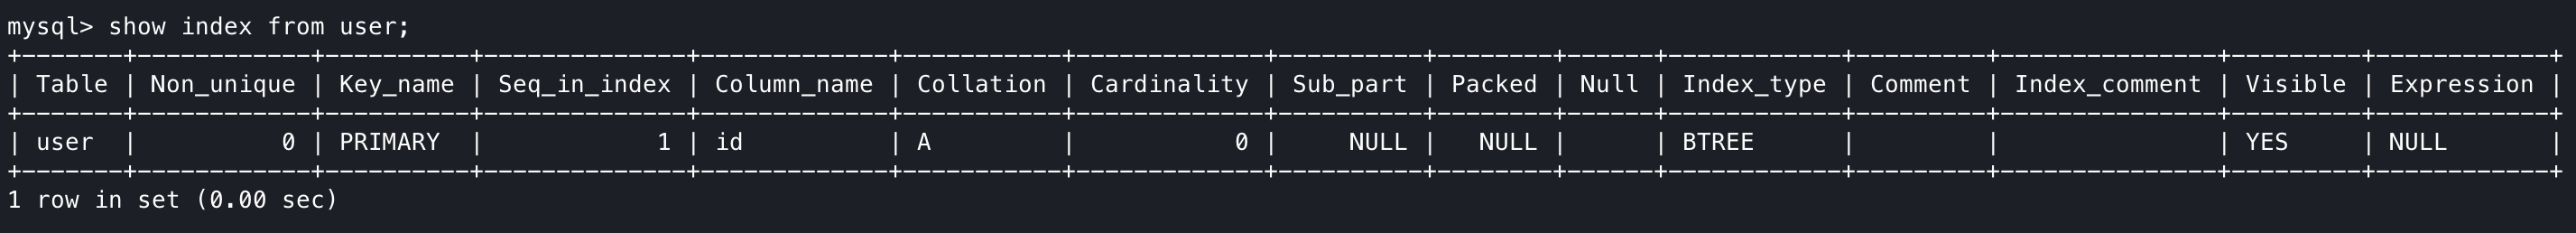 mysql> show index from user;
+-------+------------+----------+--------------+-------------+-----------+-------------+----------+--------+------+------------+---------+---------------+---------+------------+
| Table | Non_unique | Key_name | Seq_in_index | Column_name | Collation | Cardinality | Sub_part | Packed | Null | Index_type | Comment | Index_comment | Visible | Expression |
+-------+------------+----------+--------------+-------------+-----------+-------------+----------+--------+------+------------+---------+---------------+---------+------------+
| user  |          0 | PRIMARY  |            1 | id          | A         |           0 |     NULL |   NULL |      | BTREE      |         |               | YES     | NULL       |
+-------+------------+----------+--------------+-------------+-----------+-------------+----------+--------+------+------------+---------+---------------+---------+------------+
1 row in set (0.00 sec)